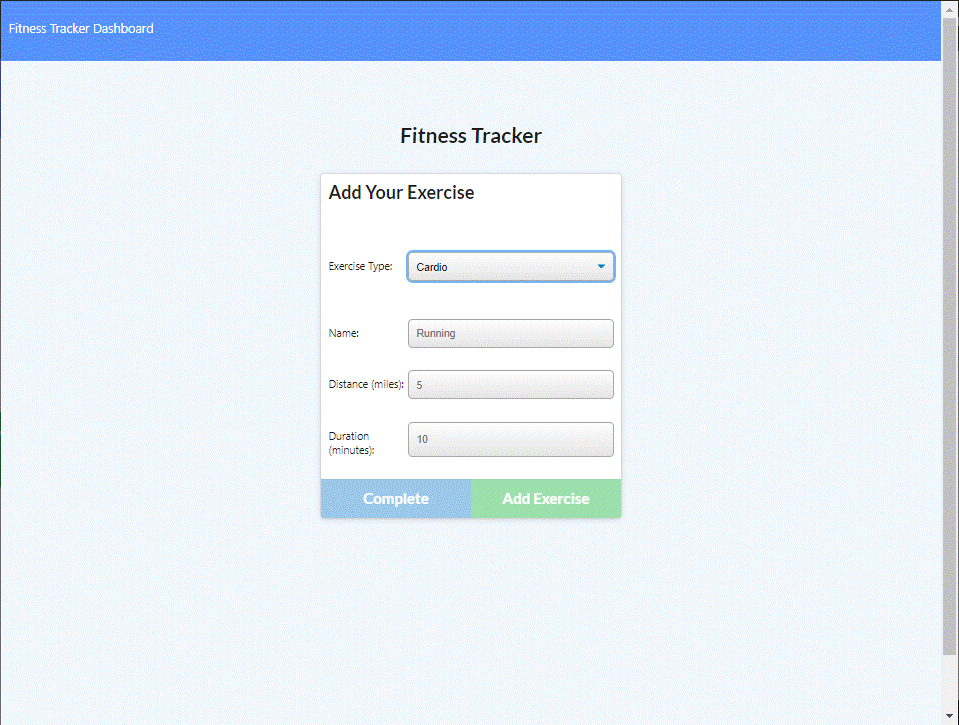 Fitness Tracker Dashboard
Fitness Tracker
Add Your Exercise
Exercise Type: Cardio
Name: Running
Distance (miles): 5
Duration (minutes): 10
Complete Add Exercise